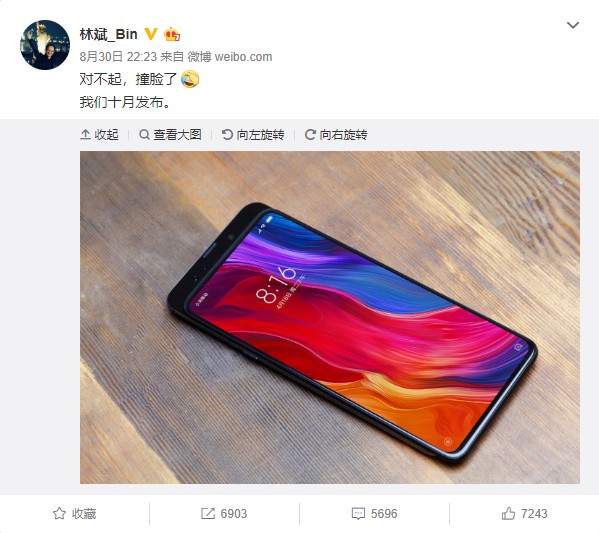 林斌_Bin
8月30日 22:23 来自 微博 weibo.com
对不起，撞脸了
我们十月发布。
收起 查看大图 向左旋转 向右旋转
8:16
收藏 6903 5696 7243